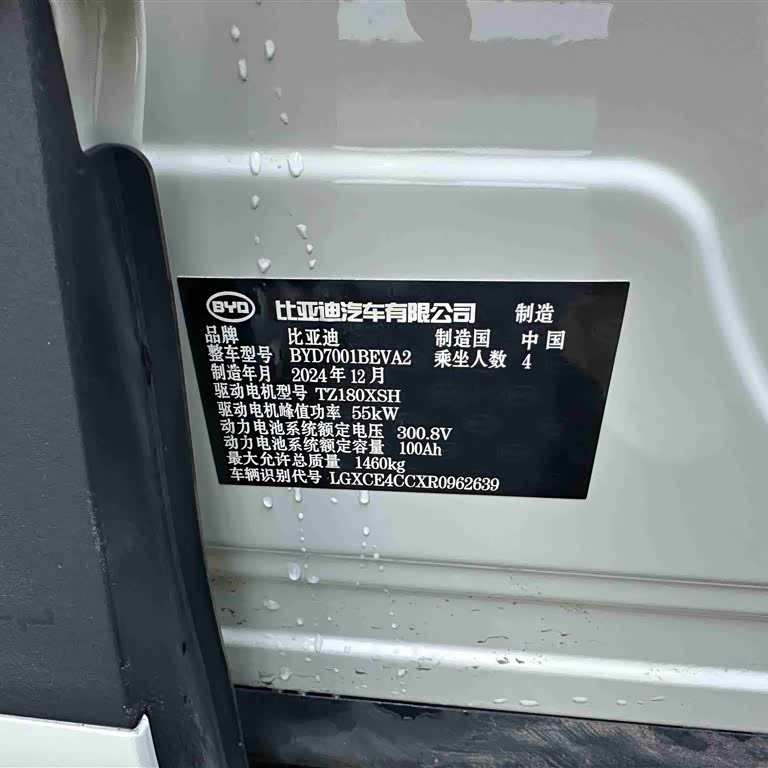 BYD 比亚迪汽车有限公司 制造
品牌 比亚迪 制造国 中国
整车型号 BYD7001BEVA2 乘坐人数 4
制造年月 2024年12月
驱动电机型号 TZ180XSH
驱动电机峰值功率 55kW
动力电池系统额定电压 300.8V
动力电池系统额定容量 100Ah
最大允许总质量 1460kg
车辆识别代号 LGXCE4CCXR0962639